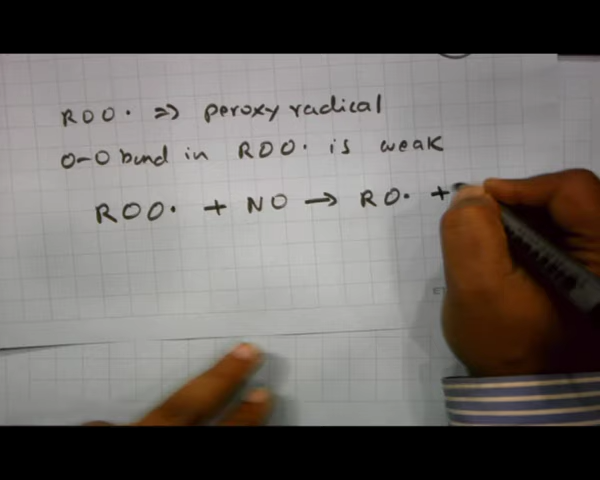 ROO· => peroxy radical
O-O bond in ROO· is weak
ROO· + NO → RO· +